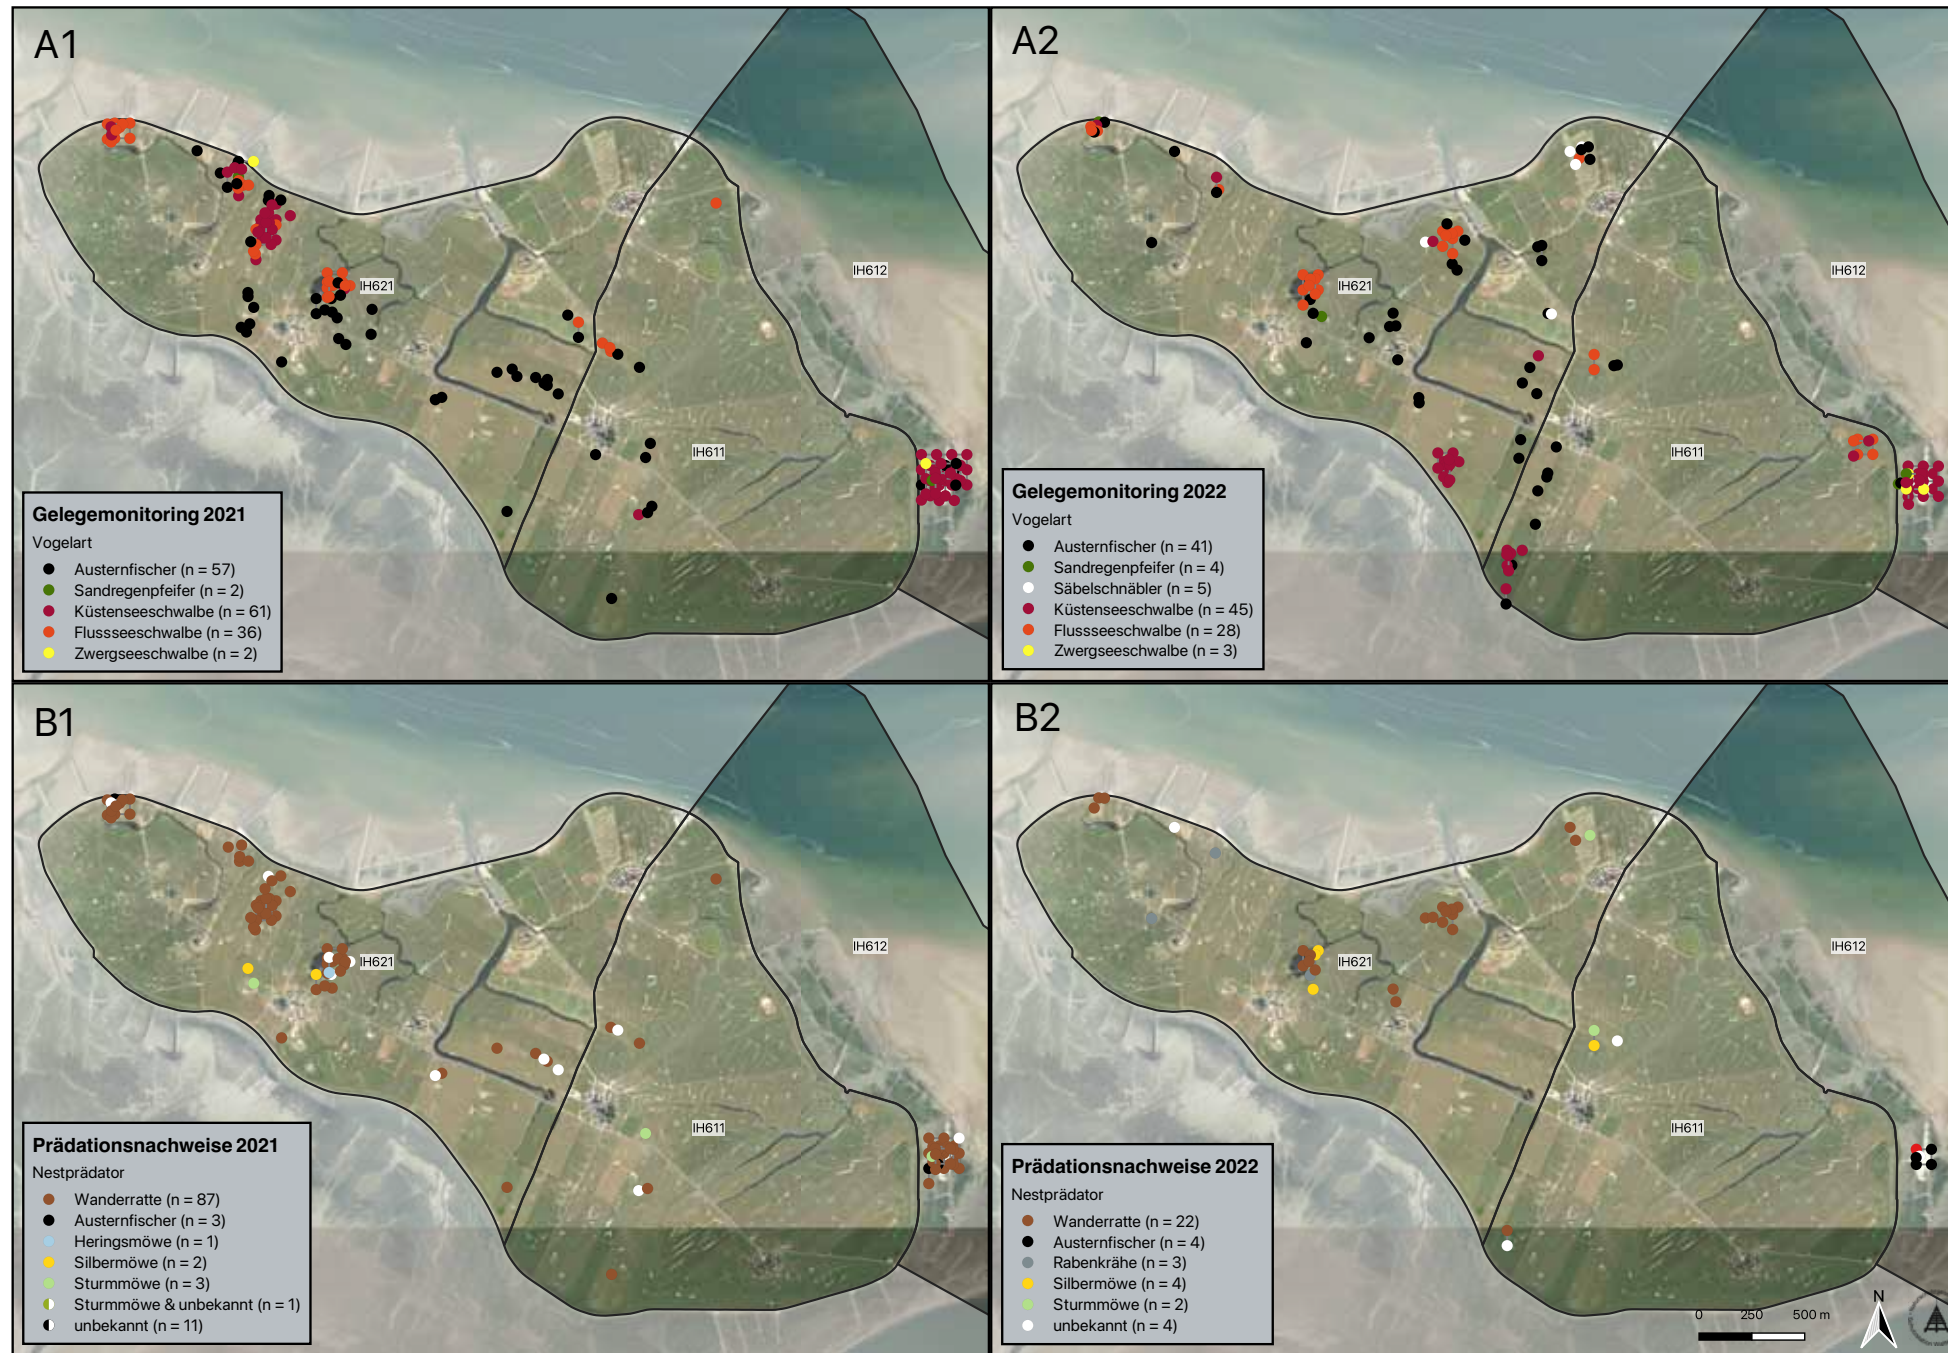 A1
IH612
IH621
IH611
Gelegemonitoring 2021
Vogelart
Austernfischer (n = 57)
Sandregenpfeifer (n = 2)
Küstenseeschwalbe (n = 61)
Flussseeschwalbe (n = 36)
Zwergseeschwalbe (n = 2)
A2
IH612
IH621
IH611
Gelegemonitoring 2022
Vogelart
Austernfischer (n = 41)
Sandregenpfeifer (n = 4)
Säbelschnäbler (n = 5)
Küstenseeschwalbe (n = 45)
Flussseeschwalbe (n = 28)
Zwergseeschwalbe (n = 3)
B1
IH612
IH621
IH611
Prädationsnachweise 2021
Nestprädator
Wanderratte (n = 87)
Austernfischer (n = 3)
Heringsmöwe (n = 1)
Silbermöwe (n = 2)
Sturmmöwe (n = 3)
Sturmmöwe & unbekannt (n = 1)
unbekannt (n = 11)
B2
IH612
IH621
IH611
Prädationsnachweise 2022
Nestprädator
Wanderratte (n = 22)
Austernfischer (n = 4)
Rabenkrähe (n = 3)
Silbermöwe (n = 4)
Sturmmöwe (n = 2)
unbekannt (n = 4)
0 250 500 m
N